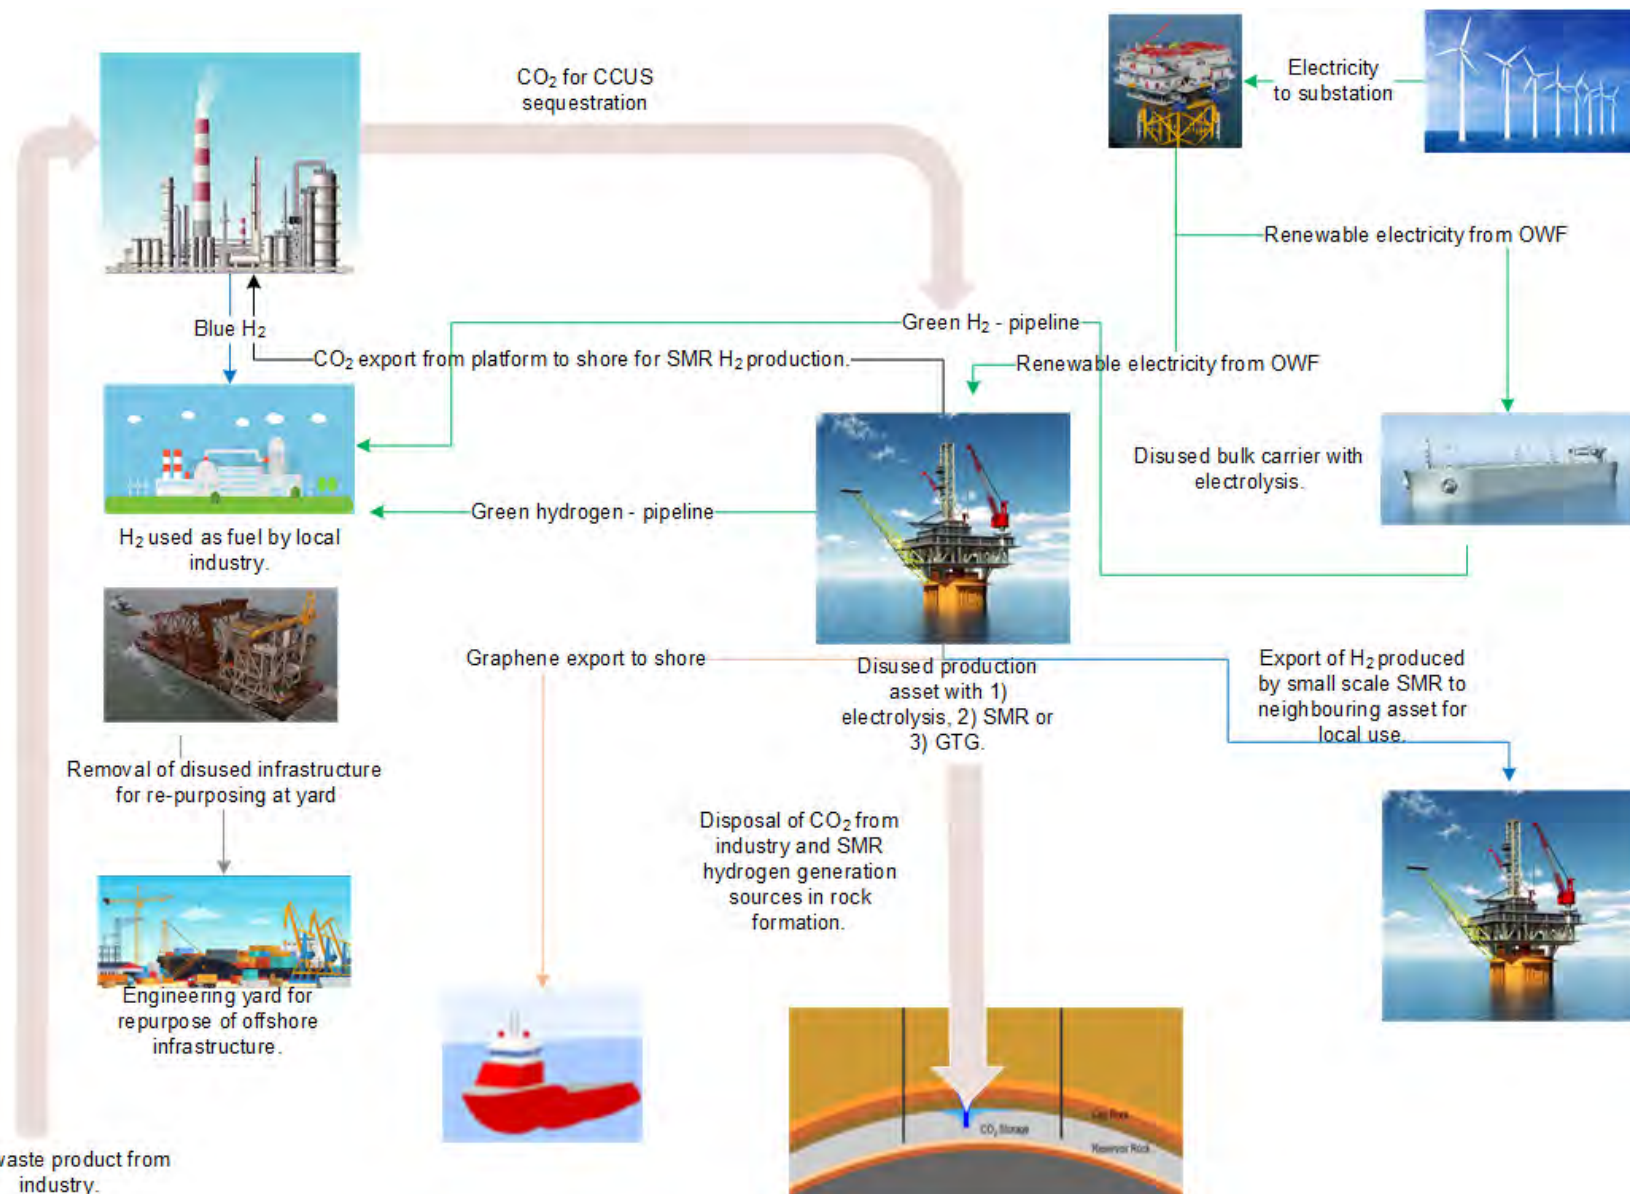 CO₂ for CCUS
sequestration
Electricity
to substation
Renewable electricity from OWF
Blue H₂
Green H₂ - pipeline
CO₂ export from platform to shore for SMR H₂ production.
Renewable electricity from OWF
Disused bulk carrier with
electrolysis.
Green hydrogen - pipeline
H₂ used as fuel by local
industry.
Graphene export to shore
Disused production
asset with 1)
electrolysis, 2) SMR or
3) GTG.
Export of H₂ produced
by small scale SMR to
neighbouring asset for
local use.
Removal of disused infrastructure
for re-purposing at yard
Disposal of CO₂ from
industry and SMR
hydrogen generation
sources in rock
formation.
Engineering yard for
repurpose of offshore
infrastructure.
Cap Rock
CO₂ Storage
Reservoir Rock
waste product from
industry.